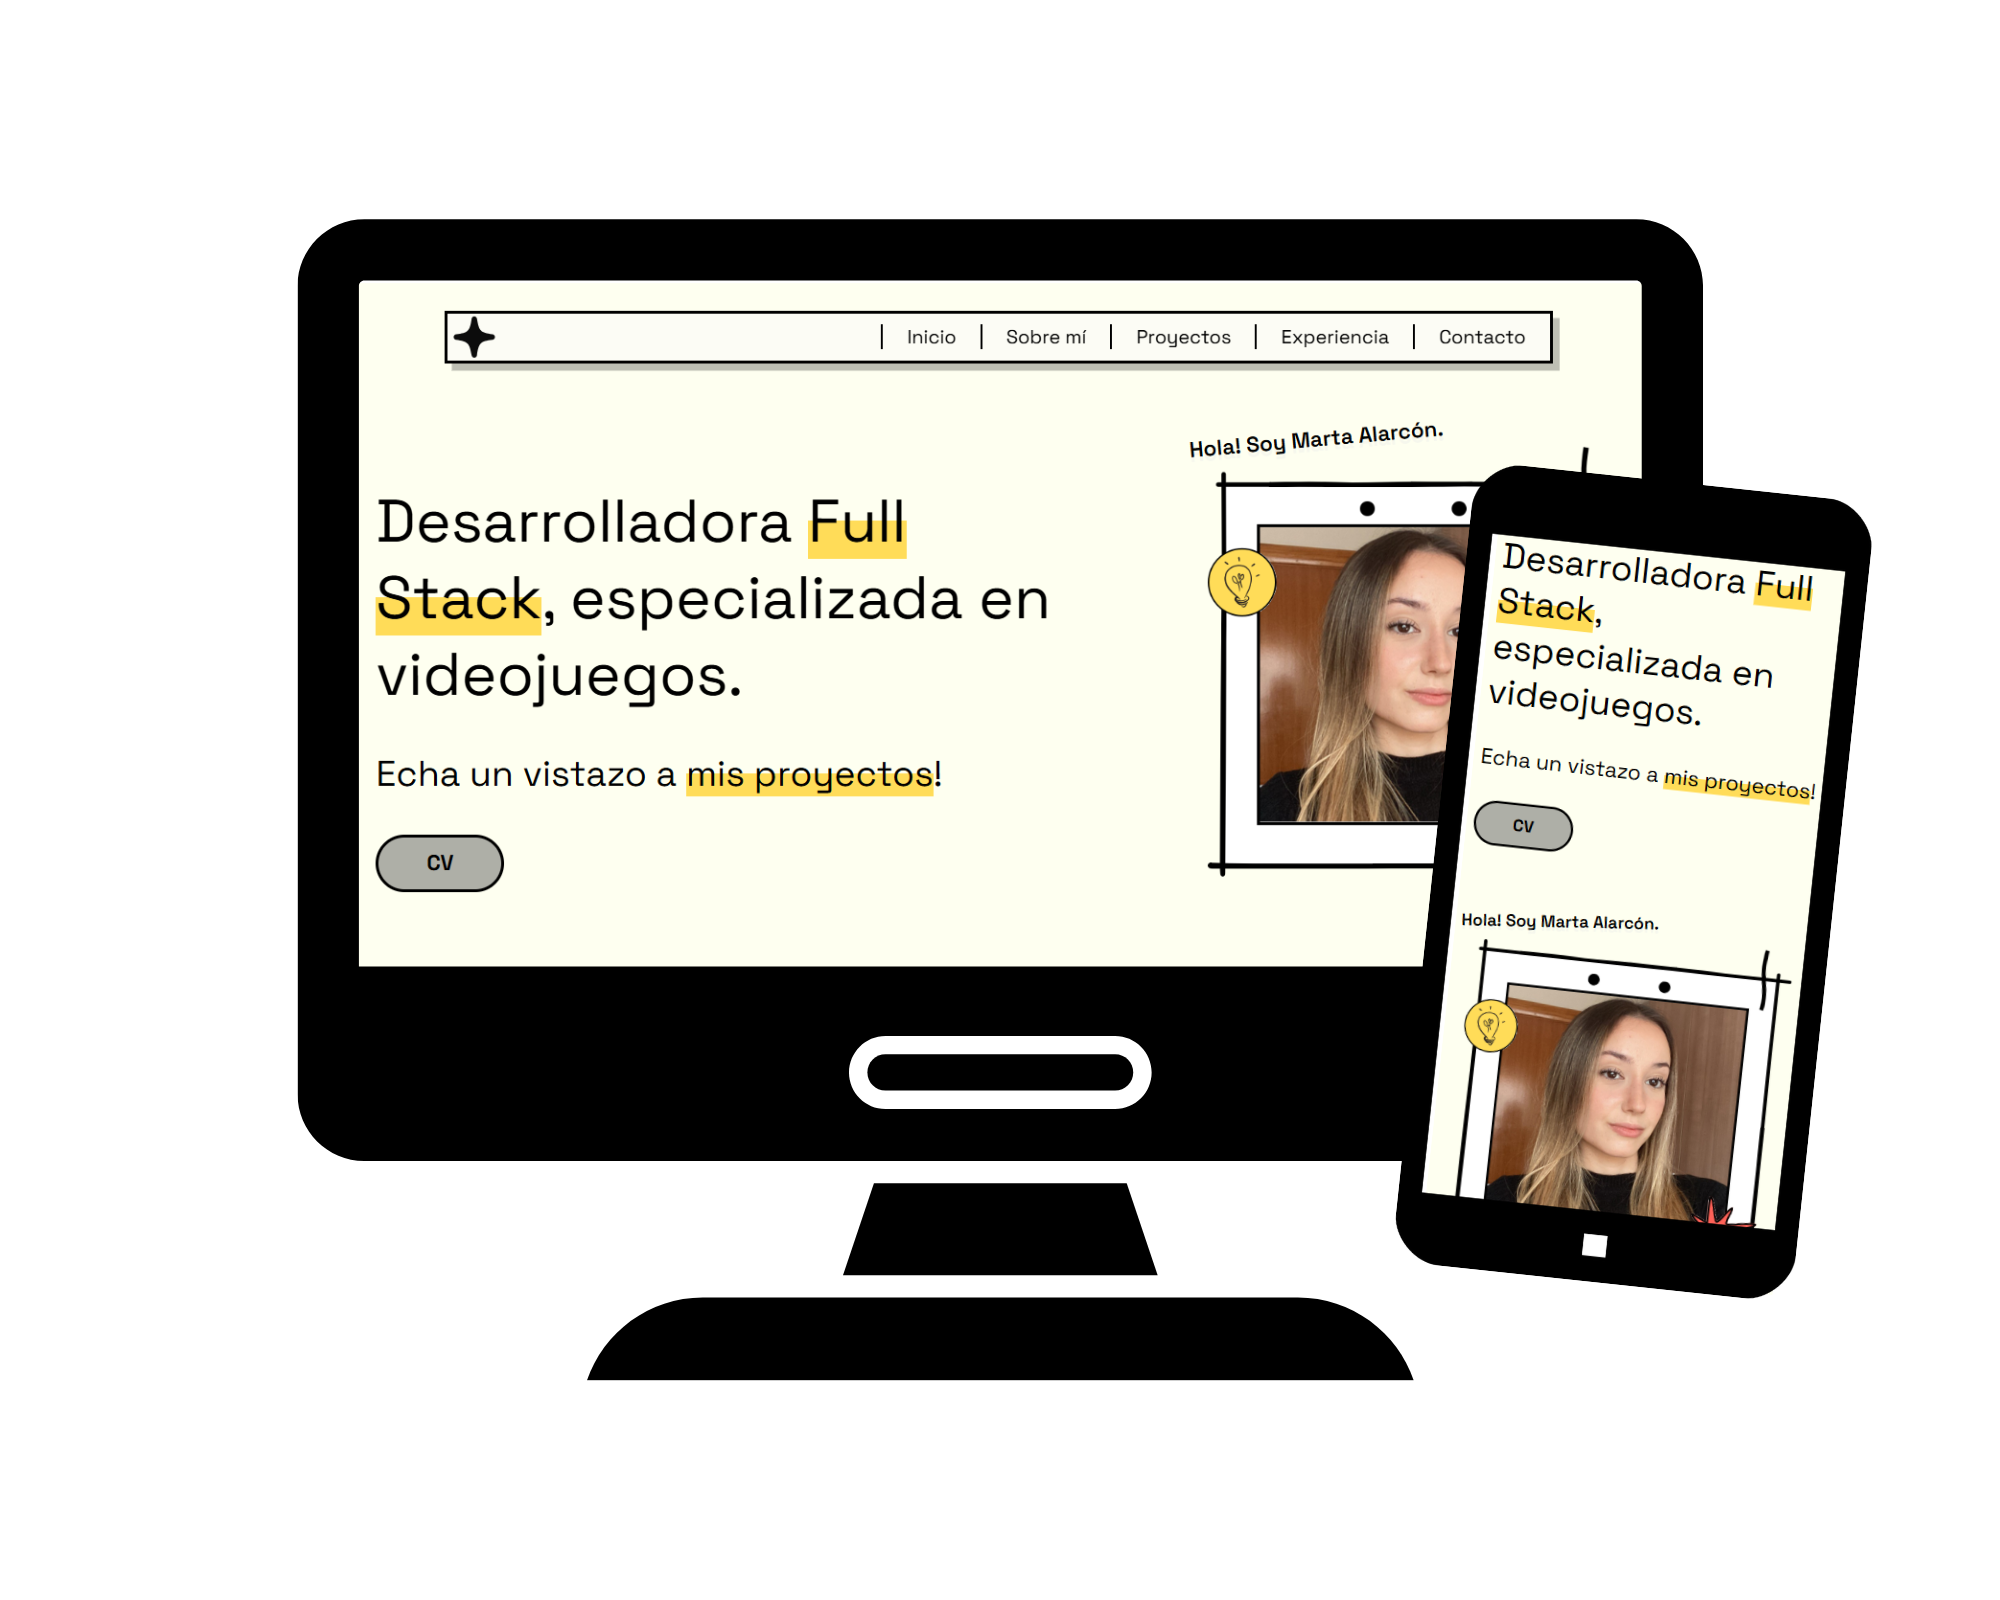 Inicio
Sobre mí
Proyectos
Experiencia
Contacto
Hola! Soy Marta Alarcón.
Desarrolladora Full
Stack, especializada en
videojuegos.
Echa un vistazo a mis proyectos!
CV
Desarrolladora Full
Stack,
especializada en
videojuegos.
Echa un vistazo a mis proyectos!
CV
Hola! Soy Marta Alarcón.